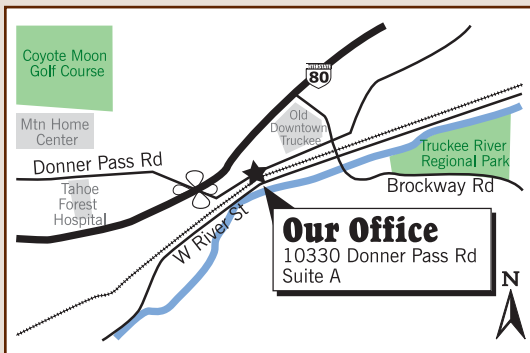 Coyote Moon
Golf Course
INTERSTATE
80
Mtn Home
Center
Old
Downtown
Truckee
Truckee River
Regional Park
Donner Pass Rd
Brockway Rd
Tahoe
Forest
Hospital
W River St
Our Office
10330 Donner Pass Rd
Suite A
N